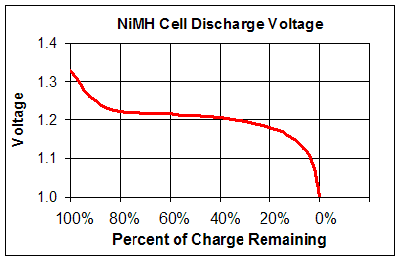 NiMH Cell Discharge Voltage
1.4
1.3
1.2
1.1
1.0
Voltage
100% 80% 60% 40% 20% 0%
Percent of Charge Remaining